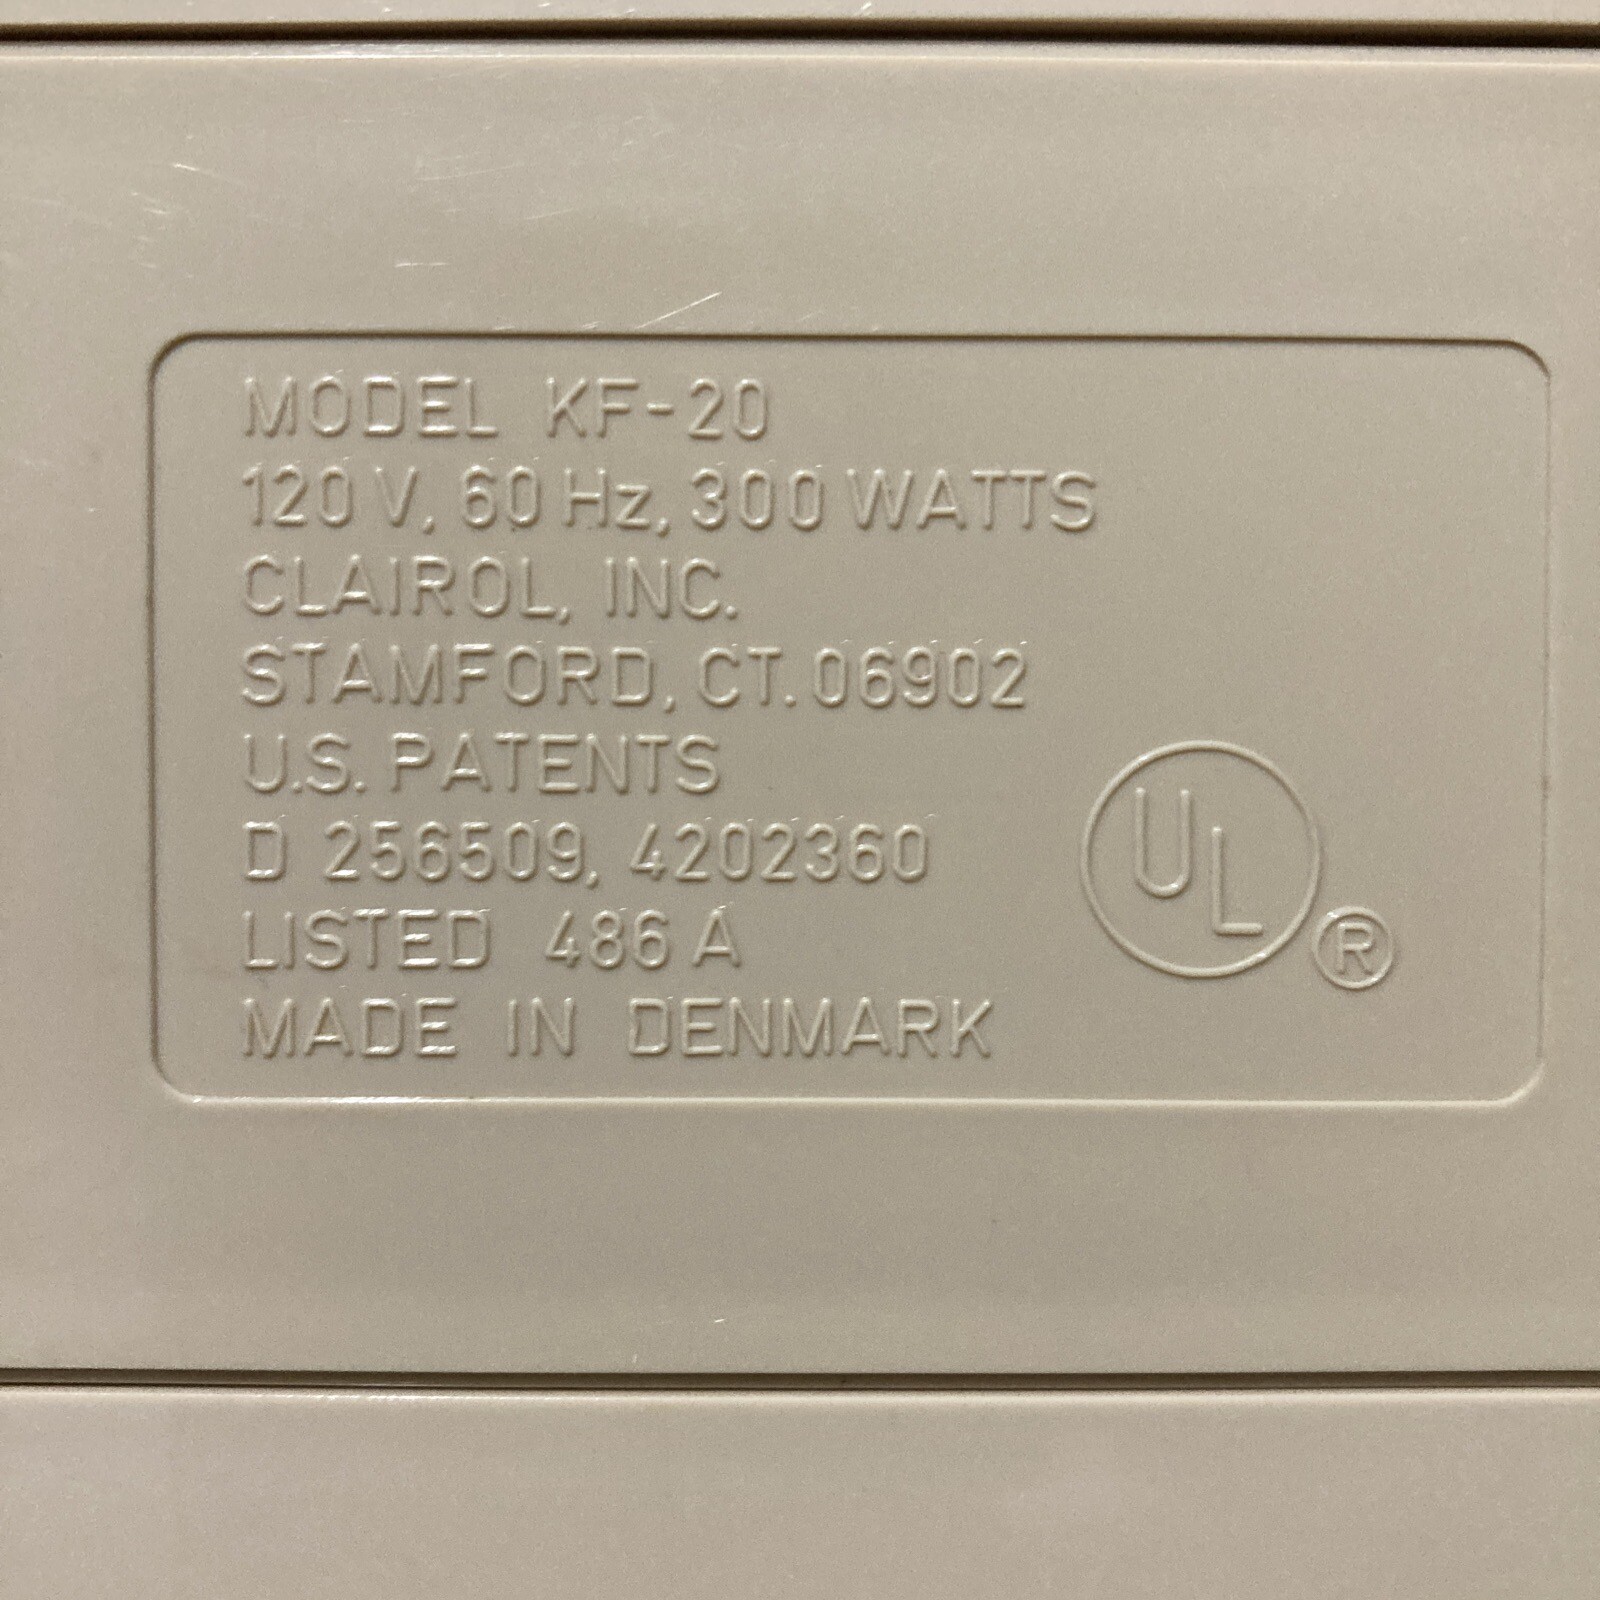 MODEL KF-20
120 V, 60 Hz, 300 WATTS
CLAIROL, INC.
STAMFORD, CT. 06902
U.S. PATENTS
D 256509, 4202360
LISTED 486 A
MADE IN DENMARK
UL ®